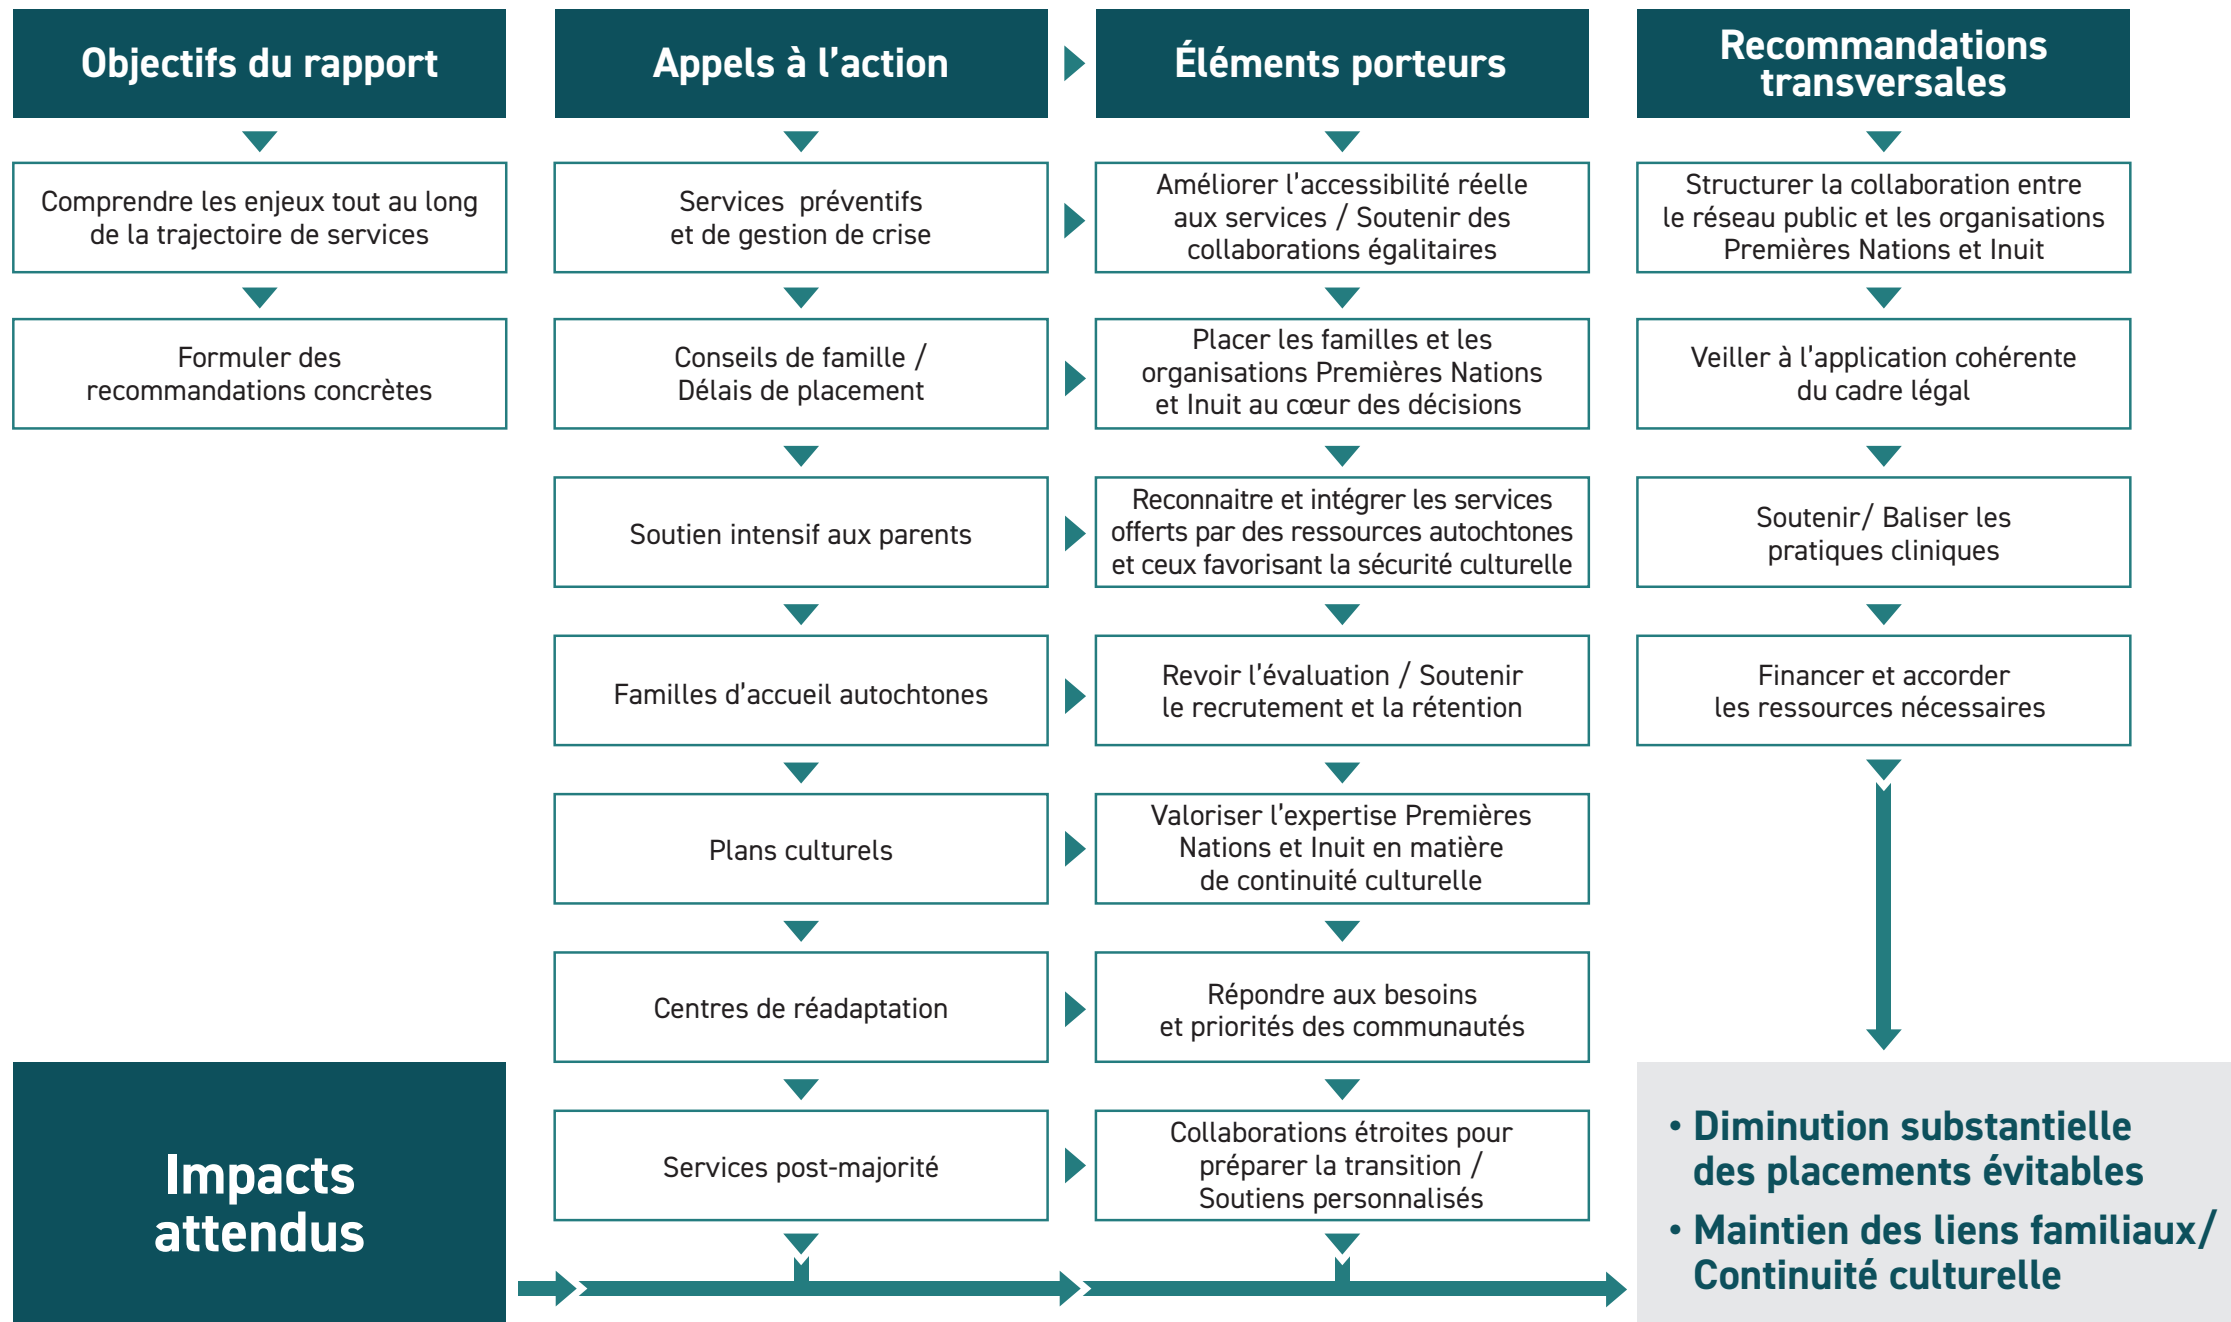 Objectifs du rapport
Comprendre les enjeux tout au long
de la trajectoire de services
Formuler des
recommandations concrètes
Appels à l'action
Services préventifs
et de gestion de crise
Conseils de famille /
Délais de placement
Soutien intensif aux parents
Familles d'accueil autochtones
Plans culturels
Centres de réadaptation
Services post-majorité
Éléments porteurs
Améliorer l'accessibilité réelle
aux services / Soutenir des
collaborations égalitaires
Placer les familles et les
organisations Premières Nations
et Inuit au cœur des décisions
Reconnaitre et intégrer les services
offerts par des ressources autochtones
et ceux favorisant la sécurité culturelle
Revoir l'évaluation / Soutenir
le recrutement et la rétention
Valoriser l'expertise Premières
Nations et Inuit en matière
de continuité culturelle
Répondre aux besoins
et priorités des communautés
Collaborations étroites pour
préparer la transition /
Soutiens personnalisés
Recommandations
transversales
Structurer la collaboration entre
le réseau public et les organisations
Premières Nations et Inuit
Veiller à l'application cohérente
du cadre légal
Soutenir/ Baliser les
pratiques cliniques
Financer et accorder
les ressources nécessaires
Impacts
attendus
• Diminution substantielle
des placements évitables
• Maintien des liens familiaux/
Continuité culturelle